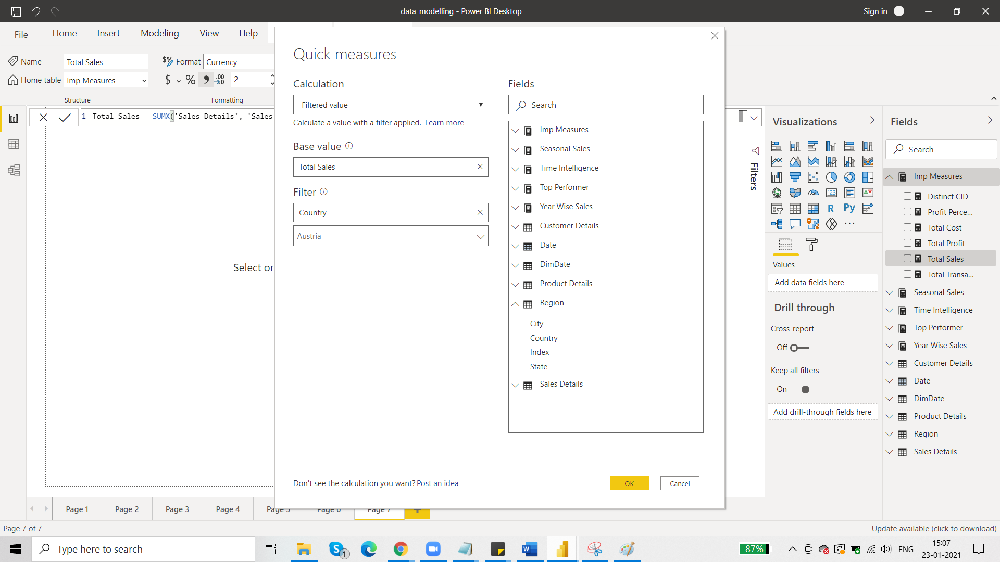 data_modelling - Power BI Desktop
Sign in
File
Home
Insert
Modeling
View
Help
Name
Total Sales
Format
Currency
Home table
Imp Measures
$
%
2
Structure
Formatting
1 Total Sales = SUMX('Sales Details', 'Sales
Select or
Quick measures
Calculation
Filtered value
Calculate a value with a filter applied. Learn more
Base value
Total Sales
Filter
Country
Austria
Fields
Search
Imp Measures
Seasonal Sales
Time Intelligence
Top Performer
Year Wise Sales
Customer Details
Date
DimDate
Product Details
Region
City
Country
Index
State
Sales Details
Don't see the calculation you want? Post an idea
OK
Cancel
Filters
Visualizations
123
R
Py
Values
Add data fields here
Drill through
Cross-report
Off
Keep all filters
On
Add drill-through fields here
Fields
Search
Imp Measures
Distinct CID
Profit Perce...
Total Cost
Total Profit
Total Sales
Total Transa...
Seasonal Sales
Time Intelligence
Top Performer
Year Wise Sales
Customer Details
Date
DimDate
Product Details
Region
Sales Details
Page 1
Page 2
Page 3
Page 4
Page 5
Page 6
Page 7
Page 7 of 7
Update available (click to download)
Type here to search
1
87%
ENG
15:07
23-01-2021